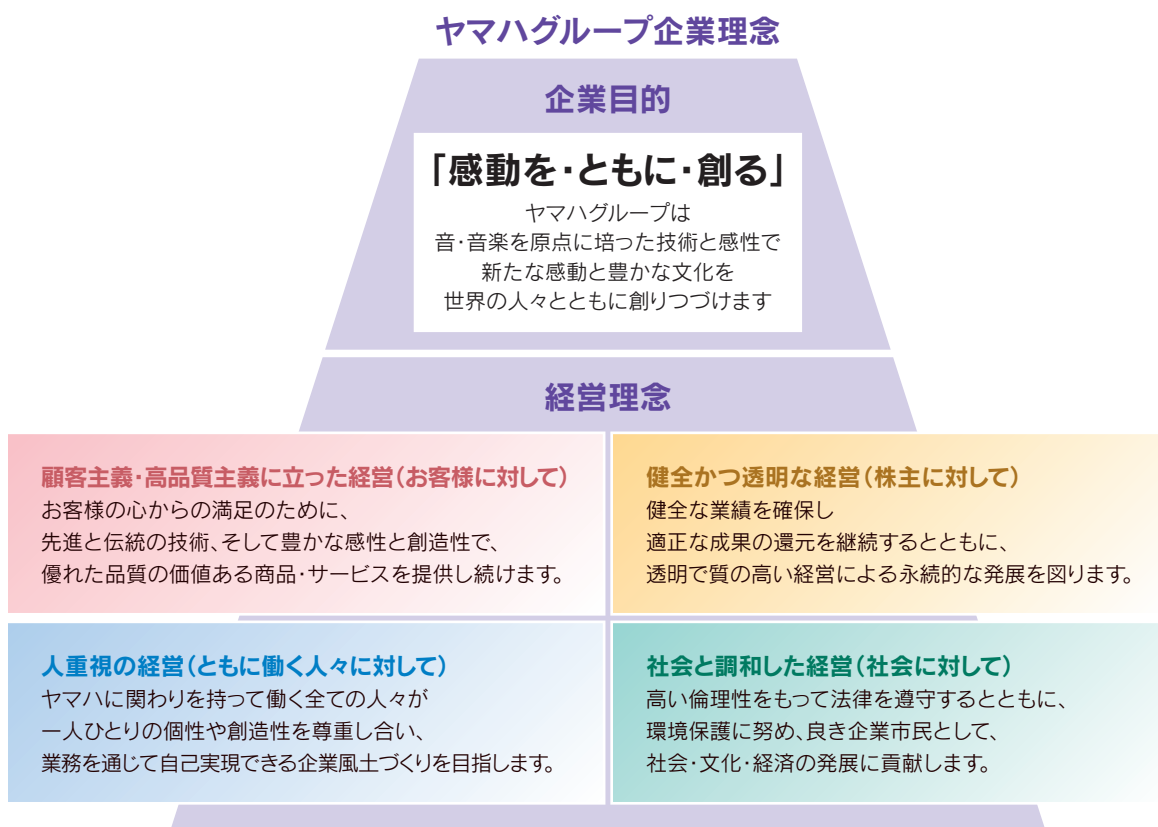 ヤマハグループ企業理念
企業目的
「感動を・ともに・創る」
ヤマハグループは
音・音楽を原点に培った技術と感性で
新たな感動と豊かな文化を
世界の人々とともに創りつづけます
経営理念
顧客主義・高品質主義に立った経営（お客様に対して）
お客様の心からの満足のために、
先進と伝統の技術、そして豊かな感性と創造性で、
優れた品質の価値ある商品・サービスを提供し続けます。
健全かつ透明な経営（株主に対して）
健全な業績を確保し
適正な成果の還元を継続するとともに、
透明で質の高い経営による永続的な発展を図ります。
人重視の経営（ともに働く人々に対して）
ヤマハに関わりを持って働く全ての人々が
一人ひとりの個性や創造性を尊重し合い、
業務を通じて自己実現できる企業風土づくりを目指します。
社会と調和した経営（社会に対して）
高い倫理性をもって法律を遵守するとともに、
環境保護に努め、良き企業市民として、
社会・文化・経済の発展に貢献します。